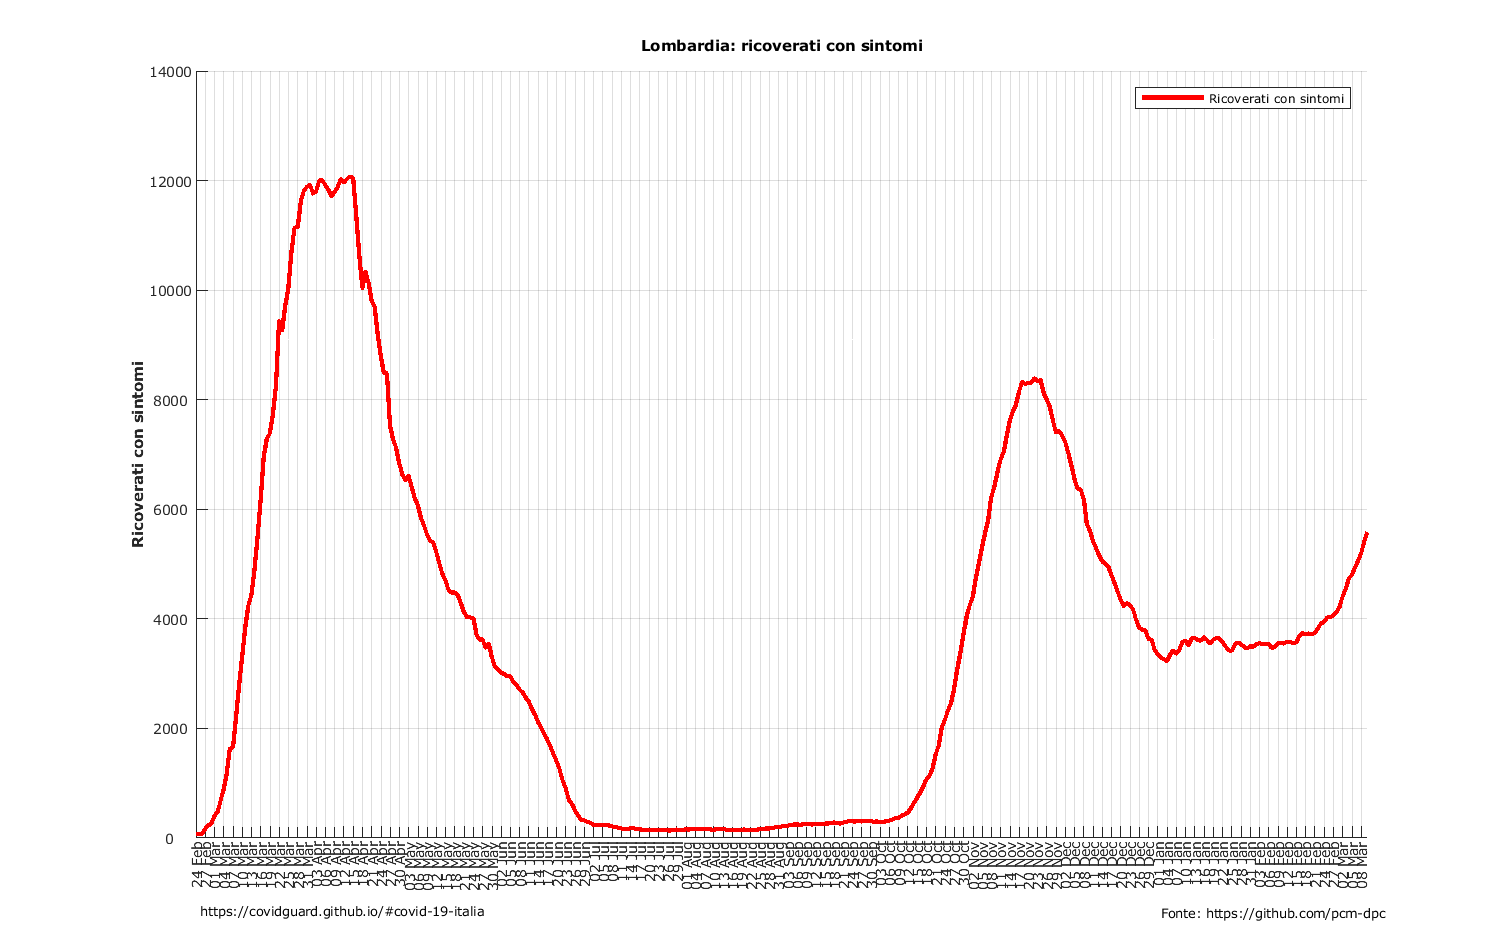 Lombardia: ricoverati con sintomi
14000
12000
10000
8000
6000
4000
2000
0
Ricoverati con sintomi
Ricoverati con sintomi
24 Feb
27 Feb
01 Mar
04 Mar
07 Mar
10 Mar
13 Mar
16 Mar
19 Mar
22 Mar
25 Mar
28 Mar
31 Mar
03 Apr
06 Apr
09 Apr
12 Apr
15 Apr
18 Apr
21 Apr
24 Apr
27 Apr
30 Apr
03 May
06 May
09 May
12 May
15 May
18 May
21 May
24 May
27 May
30 May
02 Jun
05 Jun
08 Jun
11 Jun
14 Jun
17 Jun
20 Jun
23 Jun
26 Jun
29 Jun
02 Jul
05 Jul
08 Jul
11 Jul
14 Jul
17 Jul
20 Jul
23 Jul
26 Jul
29 Jul
01 Aug
04 Aug
07 Aug
10 Aug
13 Aug
16 Aug
19 Aug
22 Aug
25 Aug
28 Aug
31 Aug
03 Sep
06 Sep
09 Sep
12 Sep
15 Sep
18 Sep
21 Sep
24 Sep
27 Sep
30 Sep
03 Oct
06 Oct
09 Oct
12 Oct
15 Oct
18 Oct
21 Oct
24 Oct
27 Oct
30 Oct
02 Nov
05 Nov
08 Nov
11 Nov
14 Nov
17 Nov
20 Nov
23 Nov
26 Nov
29 Nov
02 Dec
05 Dec
08 Dec
11 Dec
14 Dec
17 Dec
20 Dec
23 Dec
26 Dec
29 Dec
01 Jan
04 Jan
07 Jan
10 Jan
13 Jan
16 Jan
19 Jan
22 Jan
25 Jan
28 Jan
31 Jan
03 Feb
06 Feb
09 Feb
12 Feb
15 Feb
18 Feb
21 Feb
24 Feb
27 Feb
02 Mar
05 Mar
08 Mar
https://covidguard.github.io/#covid-19-italia
Fonte: https://github.com/pcm-dpc